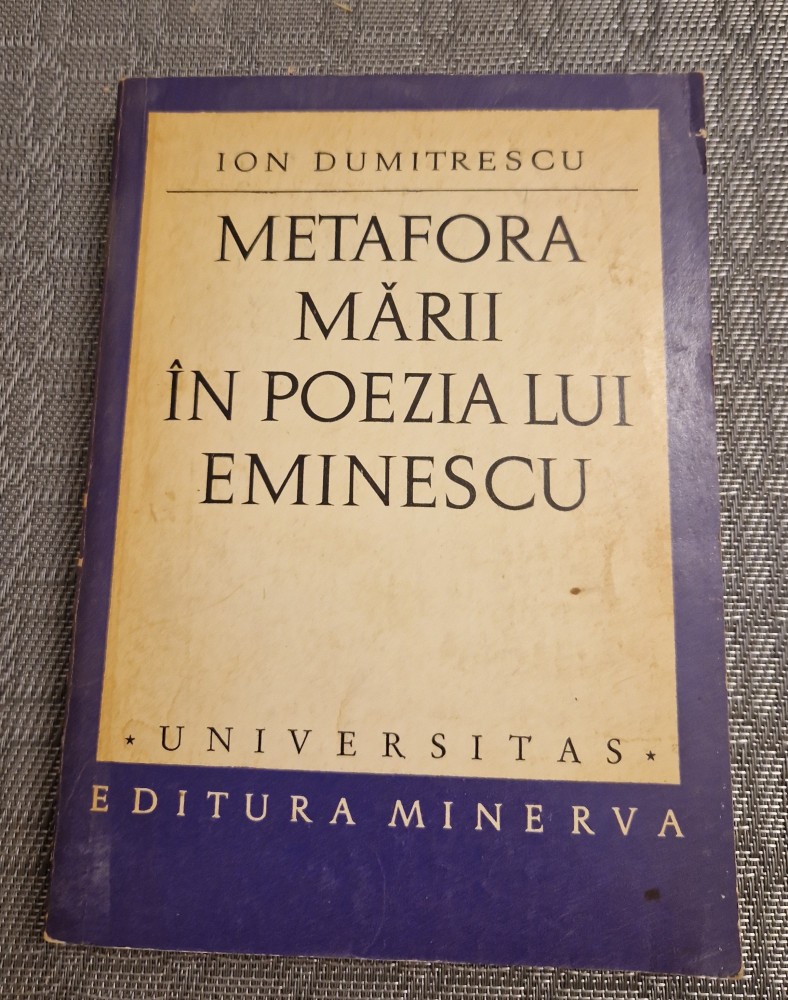 ION DUMITRESCU
METAFORA
MĂRII
ÎN POEZIA LUI
EMINESCU
* UNIVERSITAS *
EDITURA MINERVA